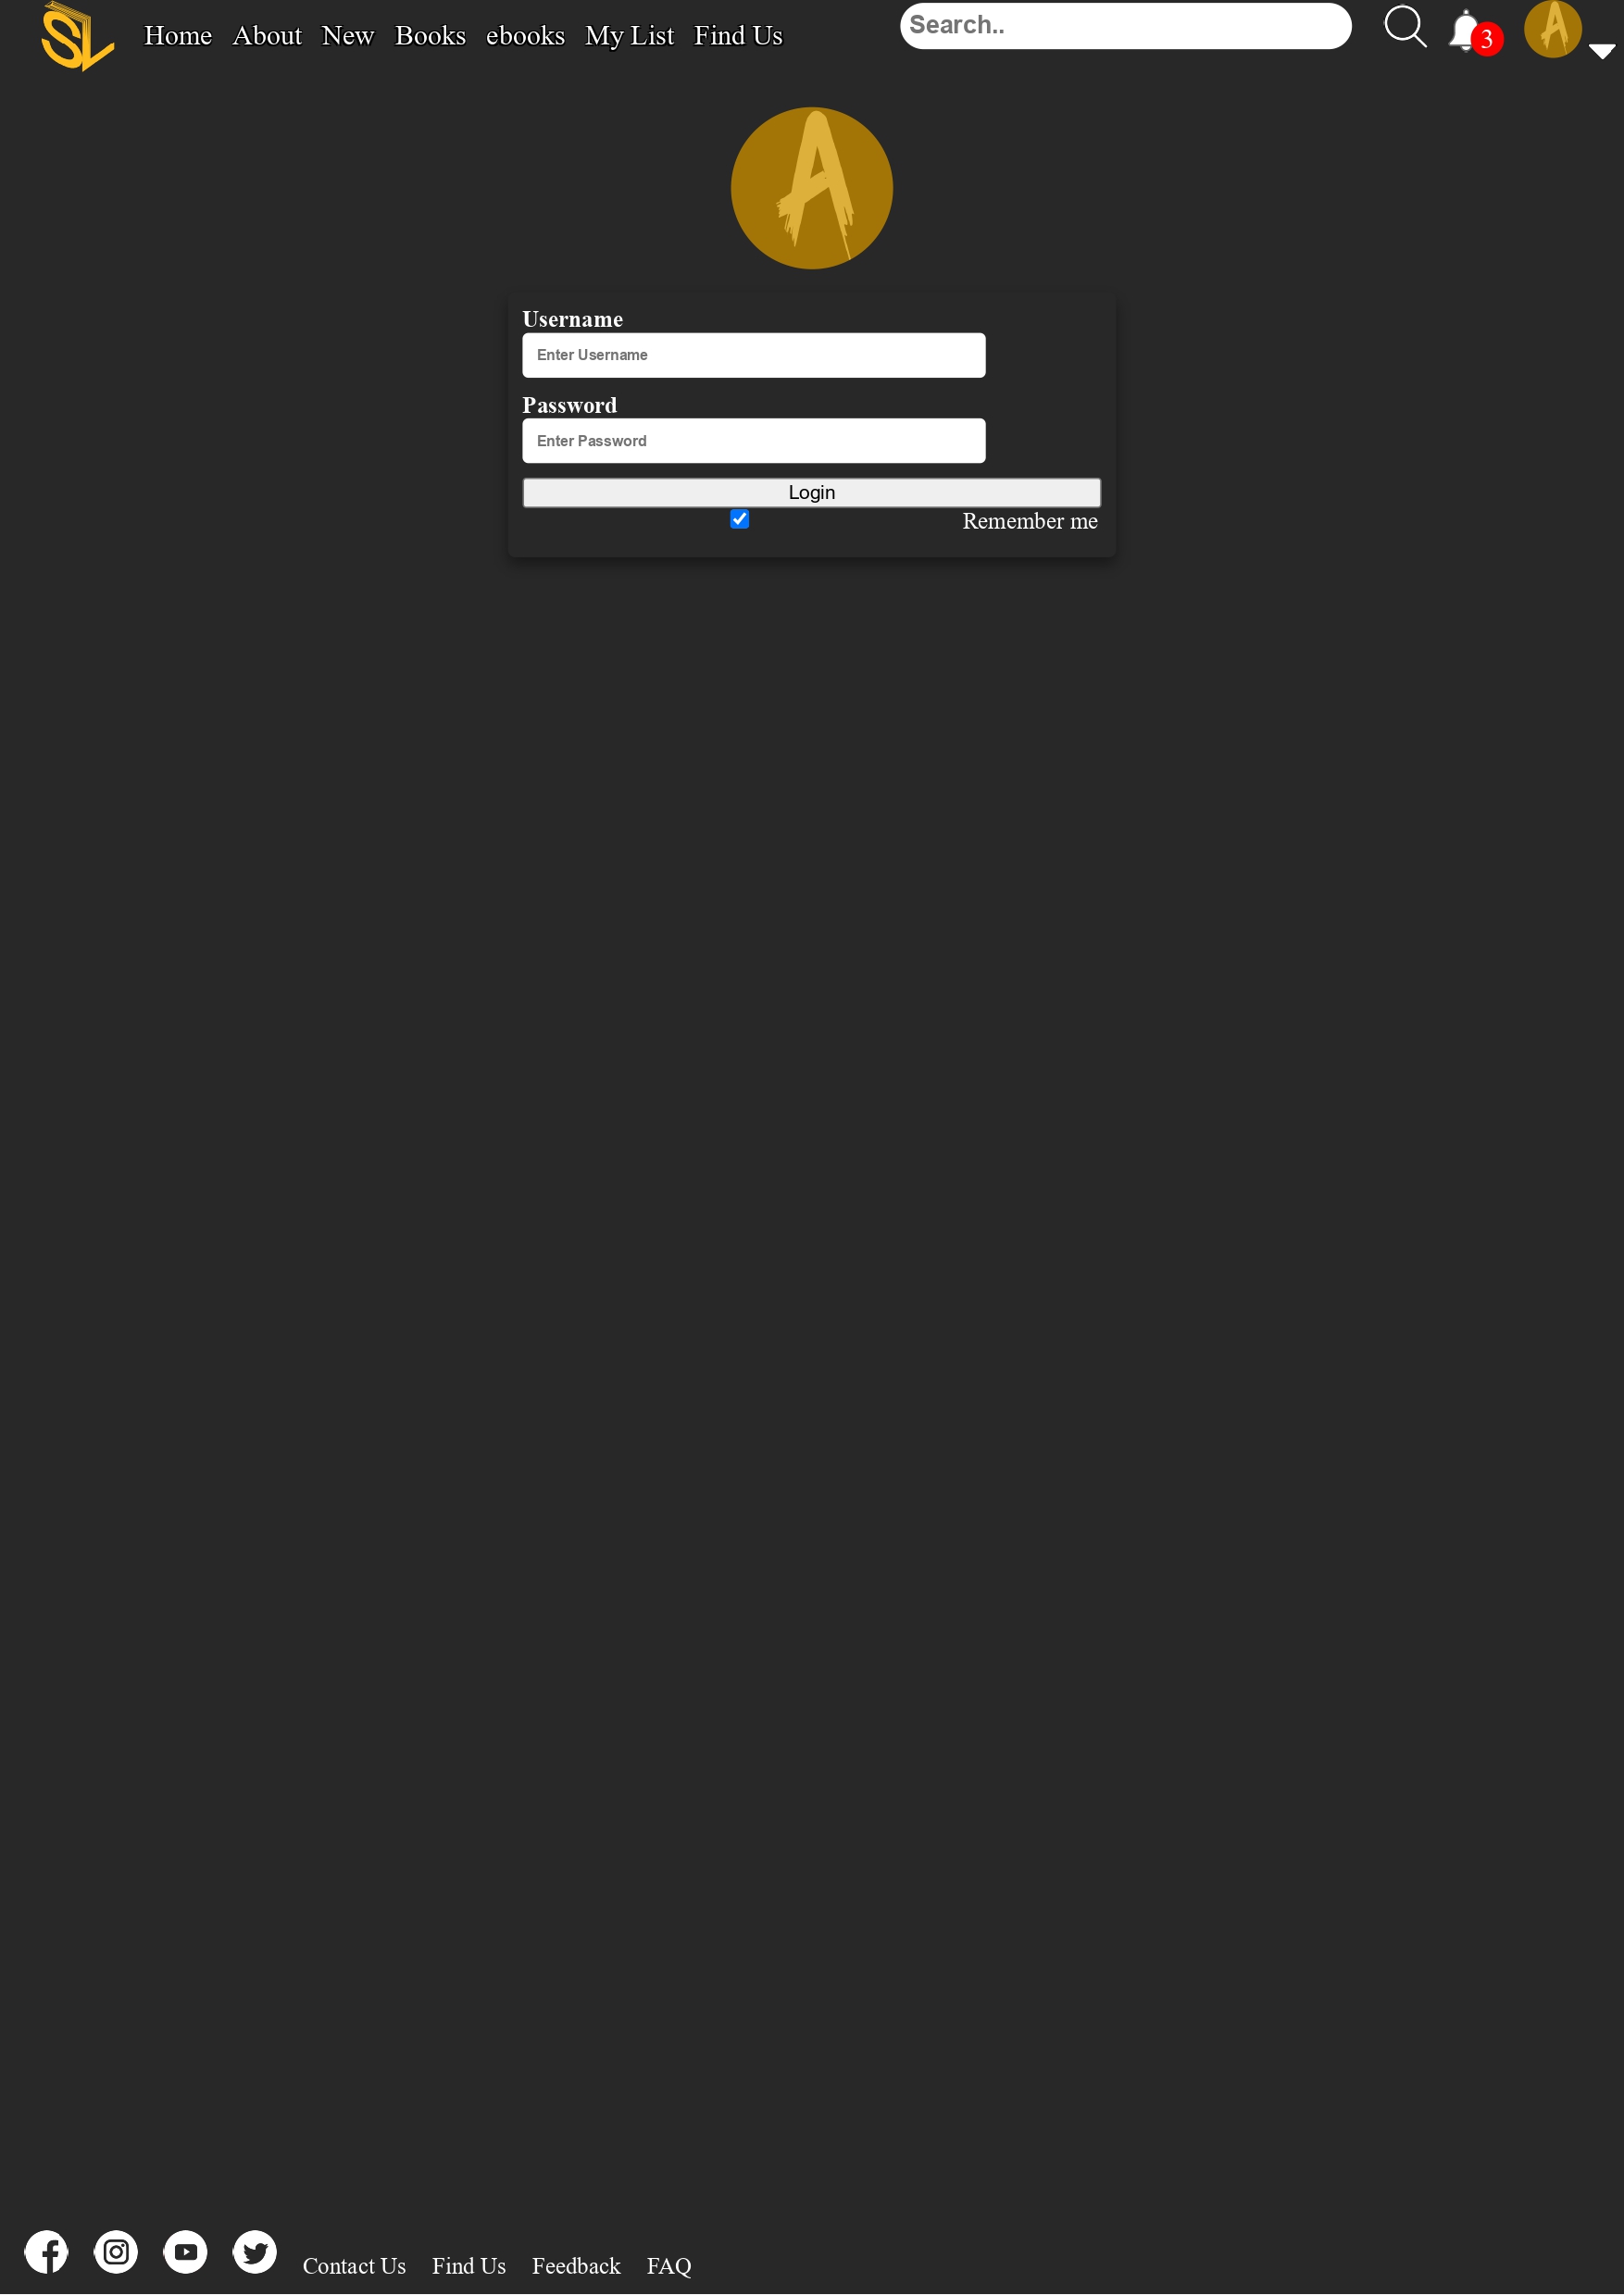 SL
Home About New Books ebooks My List Find Us Search.. 3 A
A
Username
Enter Username
Password
Enter Password
Login
Remember me
Contact Us Find Us Feedback FAQ